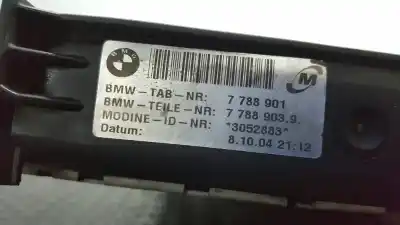 BMW
M
BMW-TAB-NR: 7 788 901
BMW-TEILE-NR: 7 788 903.9
MODINE-ID-NR: *3052883*
Datum: 8.10.04 21:12